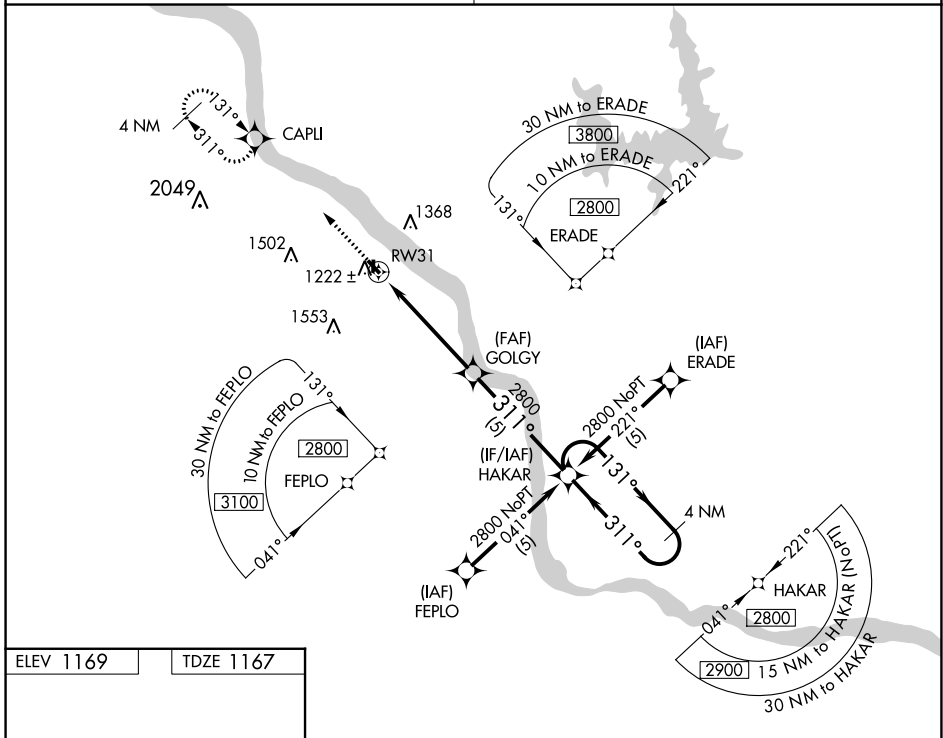 131°
4 NM
311°
CAPLI
2049
1368
1502
RW31
1222 ±
1553
30 NM to ERADE
3800
10 NM to ERADE
2800
131°
221°
ERADE
(FAF)
GOLGY
2800
311°
(5)
(IAF)
ERADE
2800 NoPT
221°
(5)
30 NM to FEPLO
10 NM to FEPLO
131°
2800
FEPLO
3100
041°
(IF/IAF)
HAKAR
131°
311°
4 NM
2800 NoPT
041°
(5)
(IAF)
FEPLO
221°
HAKAR
041°
2800
2900
15 NM to HAKAR (NoPT)
30 NM to HAKAR
ELEV 1169
TDZE 1167